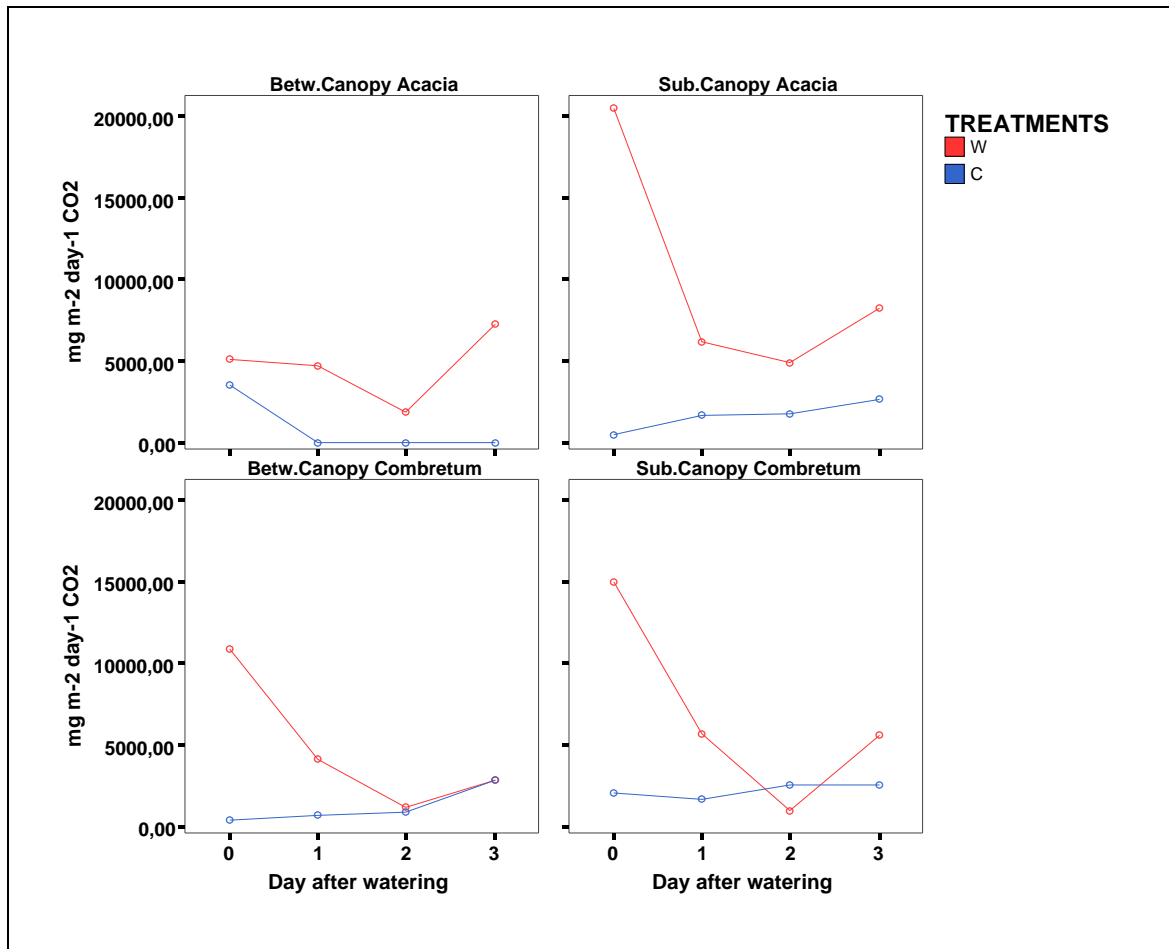 Betw.Canopy Acacia
Sub.Canopy Acacia
TREATMENTS
W
C
mg m-2 day-1 CO2
20000,00
15000,00
10000,00
5000,00
0,00
Betw.Canopy Combretum
Sub.Canopy Combretum
mg m-2 day-1 CO2
20000,00
15000,00
10000,00
5000,00
0,00
0 1 2 3
0 1 2 3
Day after watering
Day after watering